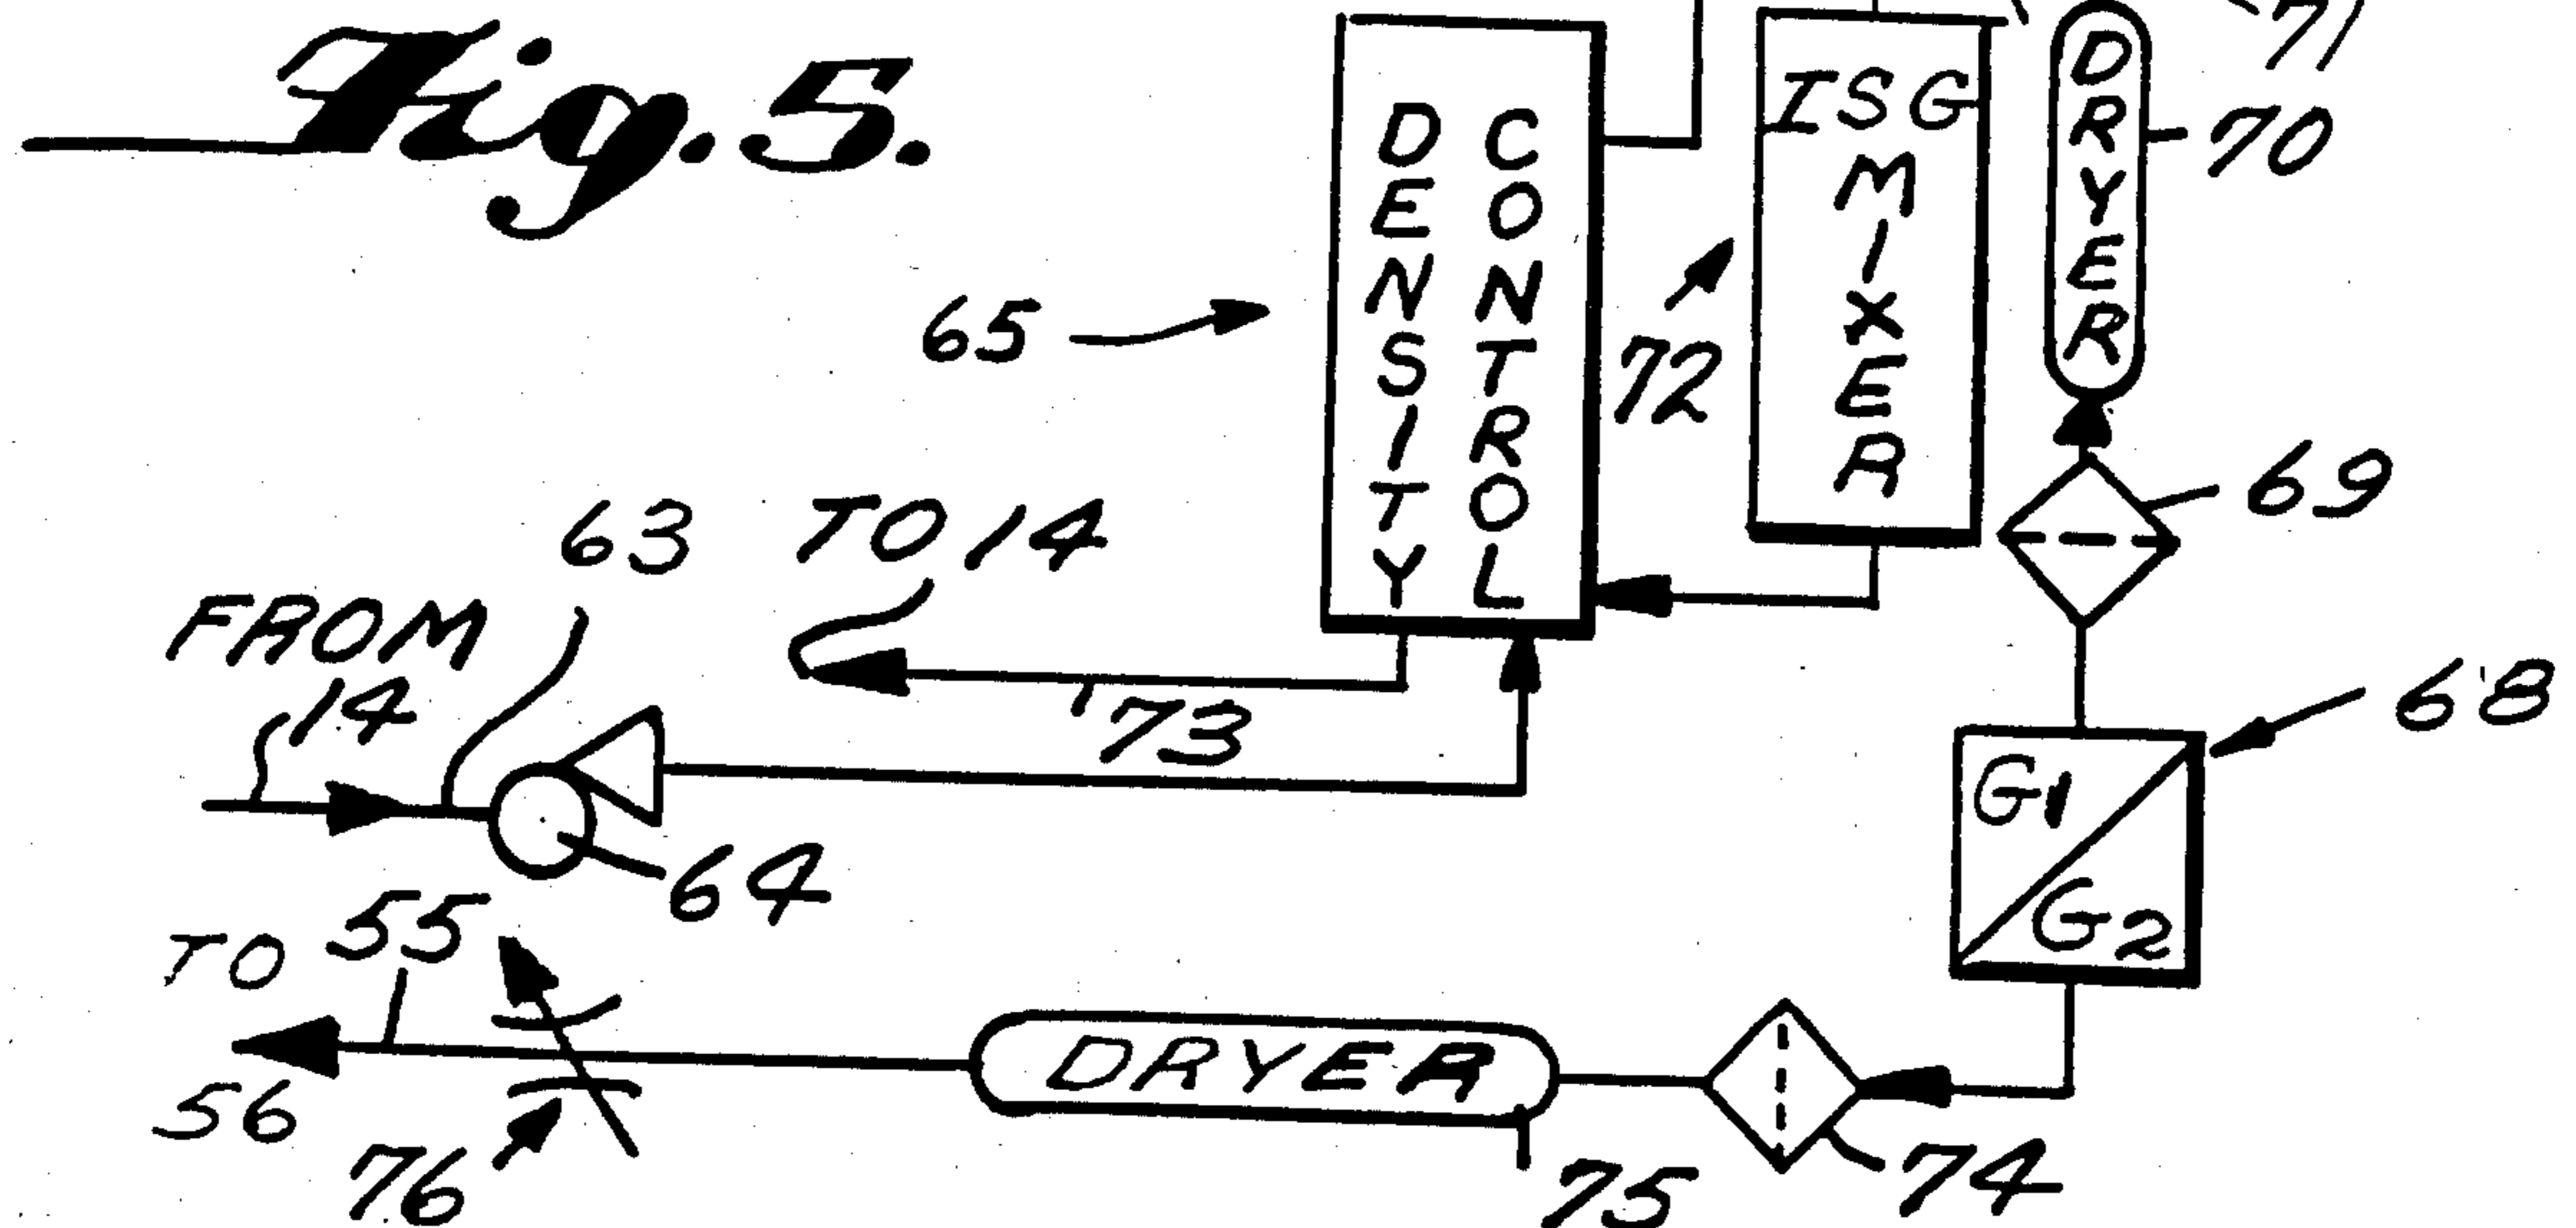 Fig. 5.
71
70
DRYER
ISG
MIXER
DENSITY
CONTROL
65
72
69
63
TO 14
FROM
14
73
68
G1
G2
64
TO
55
56
DRYER
76
75
74